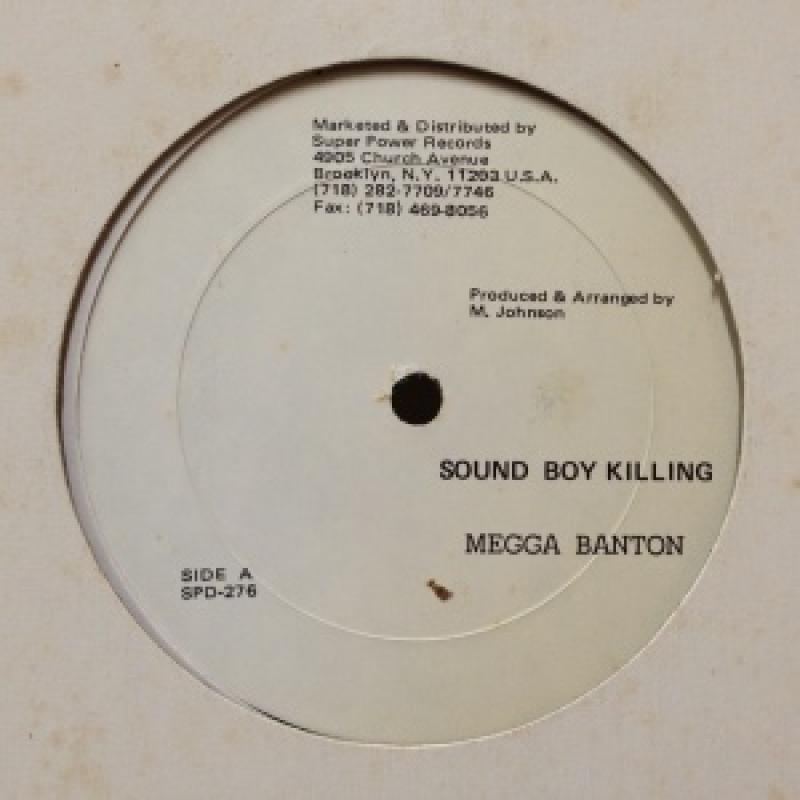 Marketed & Distributed by
Super Power Records
4905 Church Avenue
Brooklyn, N.Y. 11203 U.S.A.
(718) 282-7709/7746
Fax: (718) 469-8056
Produced & Arranged by
M. Johnson
SOUND BOY KILLING
MEGGA BANTON
SIDE A
SPD-276